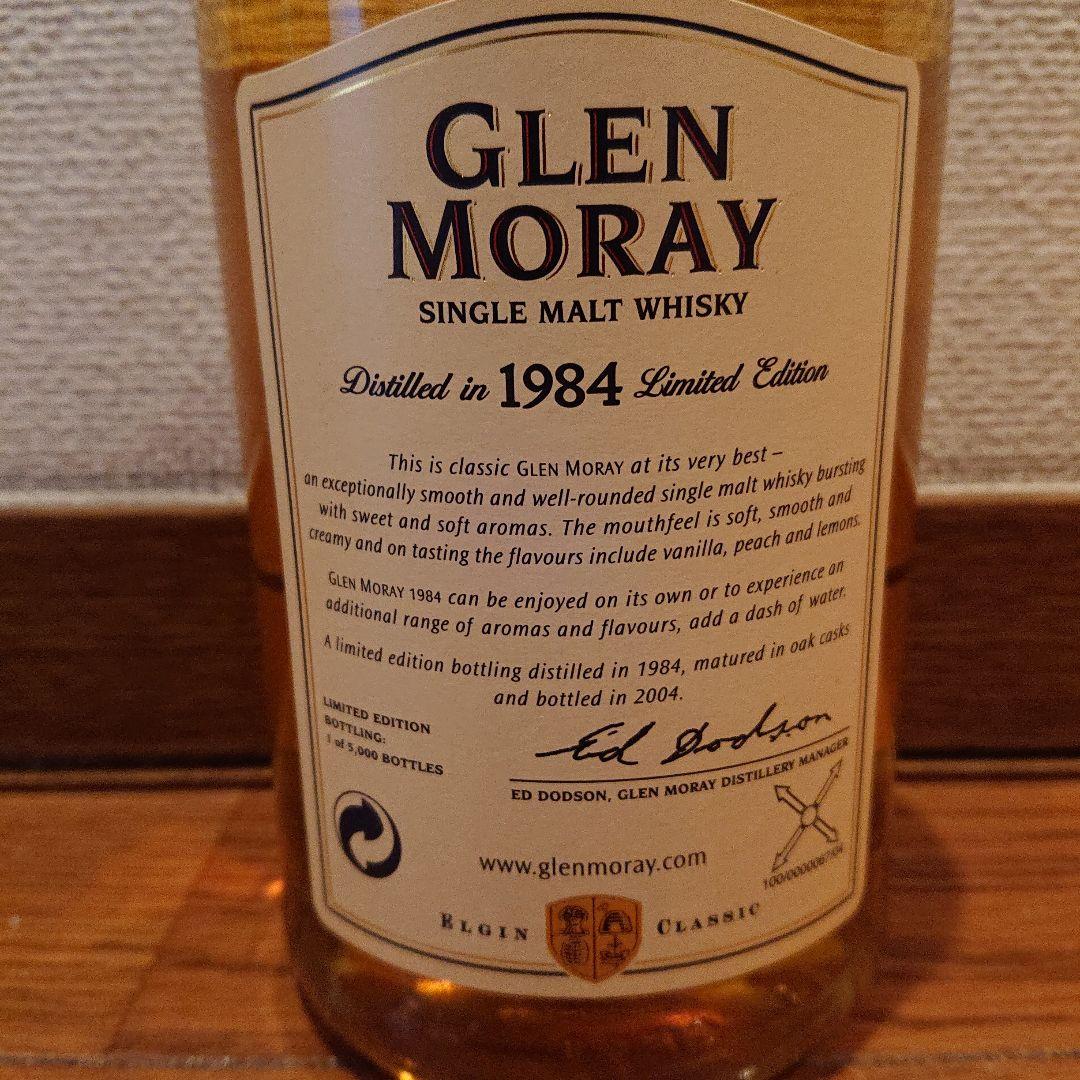 GLEN
MORAY
SINGLE MALT WHISKY
Distilled in 1984 Limited Edition
This is classic GLEN MORAY at its very best –
an exceptionally smooth and well-rounded single malt whisky bursting
with sweet and soft aromas. The mouthfeel is soft, smooth and
creamy and on tasting the flavours include vanilla, peach and lemons.
GLEN MORAY 1984 can be enjoyed on its own or to experience an
additional range of aromas and flavours, add a dash of water.
A limited edition bottling distilled in 1984, matured in oak casks
and bottled in 2004.
LIMITED EDITION
BOTTLING:
1 of 5,000 BOTTLES
Ed Dodson
ED DODSON, GLEN MORAY DISTILLERY MANAGER
www.glenmoray.com
ELGIN CLASSIC